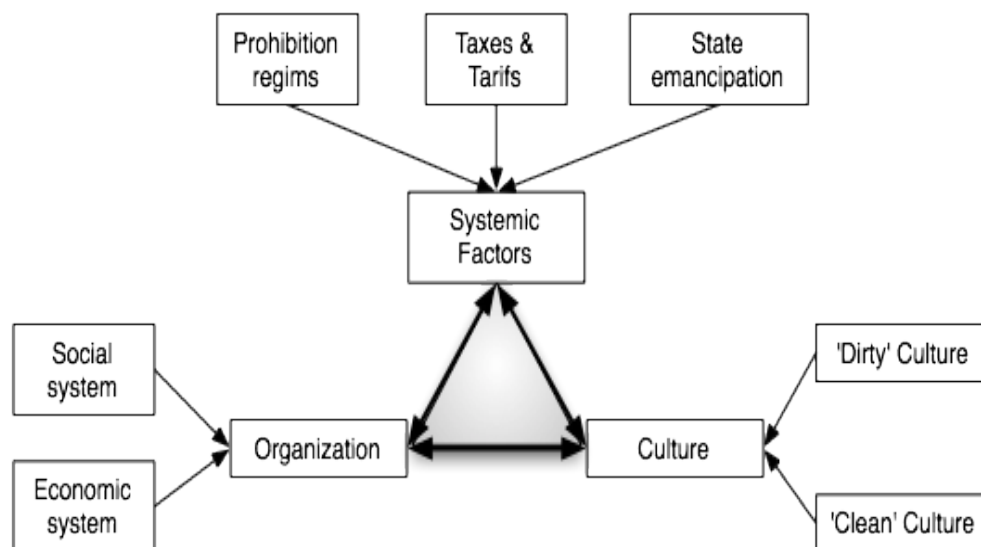 Prohibition
regims
Taxes &
Tarifs
State
emancipation
Systemic
Factors
Social
system
'Dirty' Culture
Organization
Culture
Economic
system
'Clean' Culture